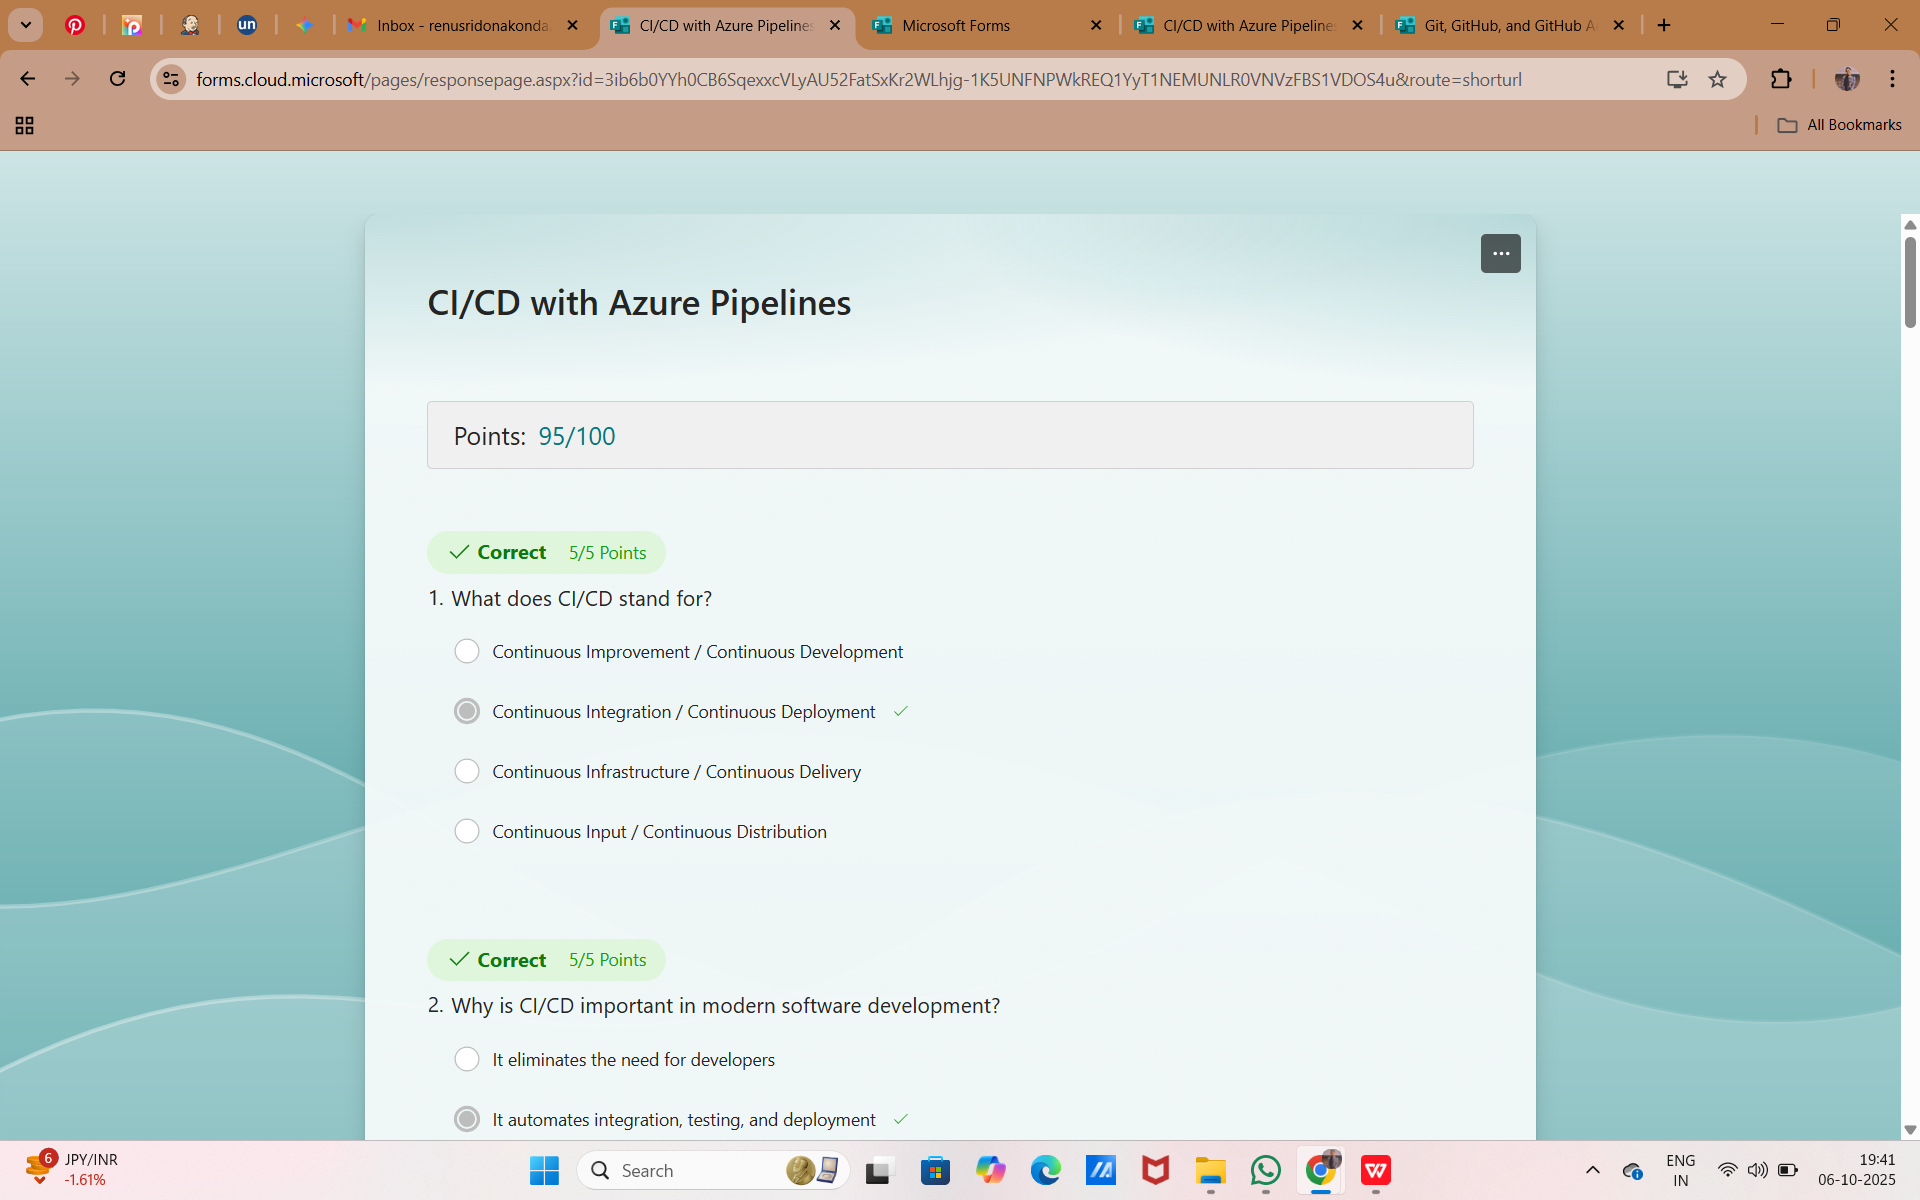 Inbox - renusridonakonda
CI/CD with Azure Pipelines
Microsoft Forms
CI/CD with Azure Pipeline
Git, GitHub, and GitHub A
forms.cloud.microsoft/pages/responsepage.aspx?id=3ib6b0YYh0CB6SqexxcVLyAU52FatSxKr2WLhjg-1K5UNFNPWkREQ1YyT1NEMUNLR0VNVzFBS1VDOS4u&route=shorturl
All Bookmarks
CI/CD with Azure Pipelines
Points: 95/100
Correct 5/5 Points
1. What does CI/CD stand for?
Continuous Improvement / Continuous Development
Continuous Integration / Continuous Deployment
Continuous Infrastructure / Continuous Delivery
Continuous Input / Continuous Distribution
Correct 5/5 Points
2. Why is CI/CD important in modern software development?
It eliminates the need for developers
It automates integration, testing, and deployment
6
JPY/INR
-1.61%
Search
ENG
IN
19:41
06-10-2025